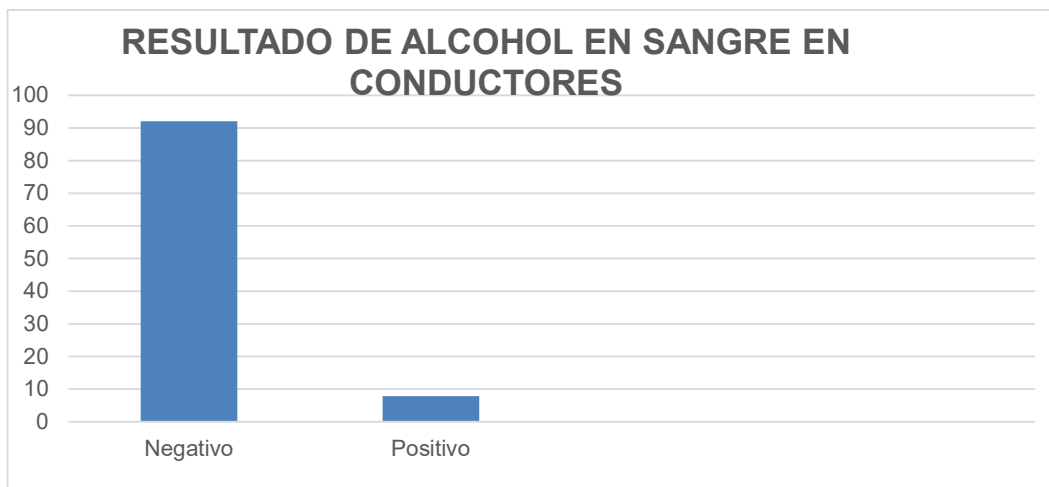 RESULTADO DE ALCOHOL EN SANGRE EN
CONDUCTORES
100
90
80
70
60
50
40
30
20
10
0
Negativo
Positivo